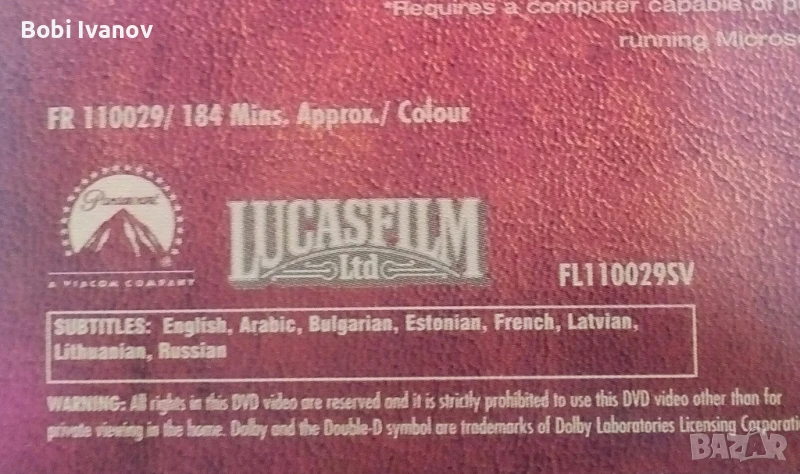 Bobi Ivanov
*Requires a computer capable of
running
FR 110029/ 184 Mins. Approx./ Colour
Paramount
A VIACOM COMPANY
LUCASFILM
Ltd
FL110029SV
SUBTITLES: English, Arabic, Bulgarian, Estonian, French, Latvian,
Lithuanian, Russian
WARNING: All rights in this DVD video are reserved and it is strictly prohibited to use this DVD video other than for
private viewing in the home. Dolby and the Double-D symbol are trademarks of Dolby Laboratories Licensing
BAZAR